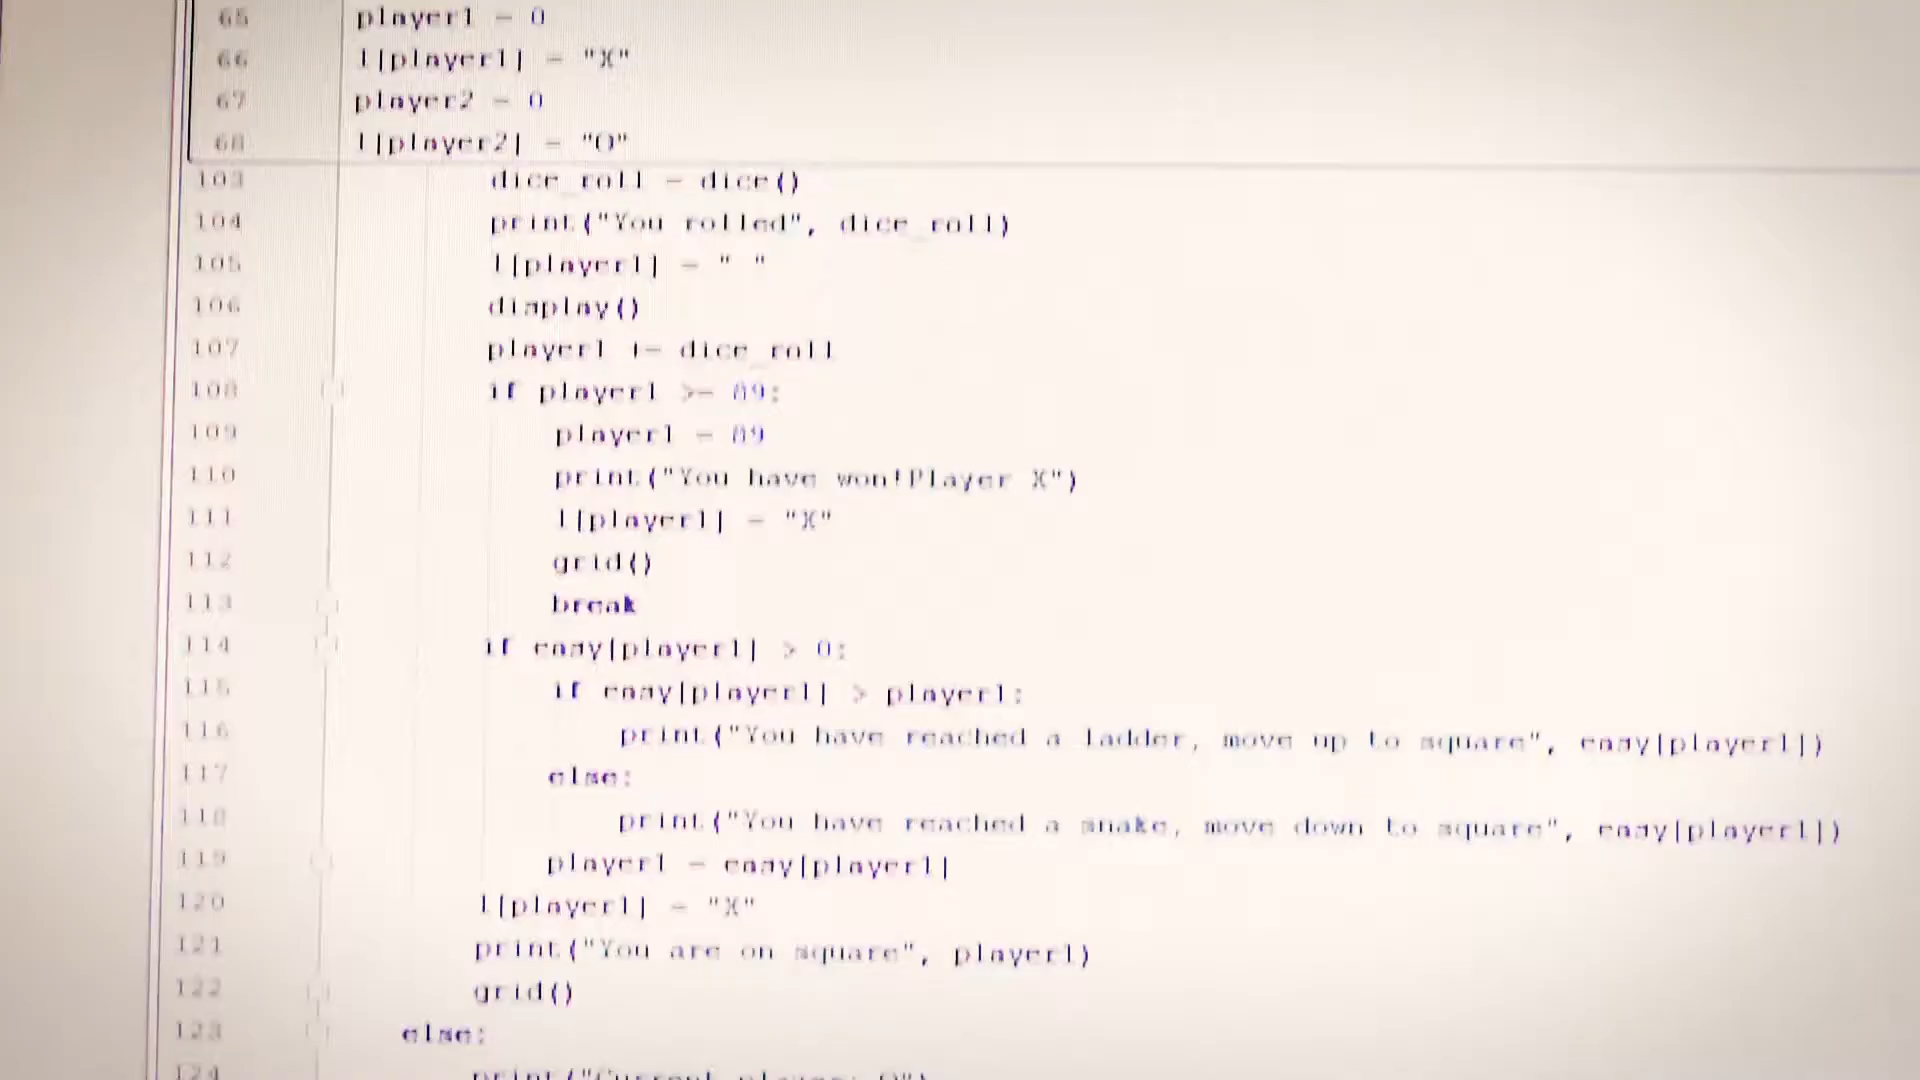 65 player1 = 0
66 l[player1] = "X"
67 player2 = 0
68 l[player2] = "O"
103 dice_roll = dice()
104 print("You rolled", dice_roll)
105 l[player1] = " "
106 display()
107 player1 += dice_roll
108 if player1 >= 89:
109 player1 = 89
110 print("You have won!Player X")
111 l[player1] = "X"
112 grid()
113 break
114 if easy[player1] > 0:
115 if easy[player1] > player1:
116 print("You have reached a ladder, move up to square", easy[player1])
117 else:
118 print("You have reached a snake, move down to square", easy[player1])
119 player1 = easy[player1]
120 l[player1] = "X"
121 print("You are on square", player1)
122 grid()
123 else:
124 print("Current player: O")